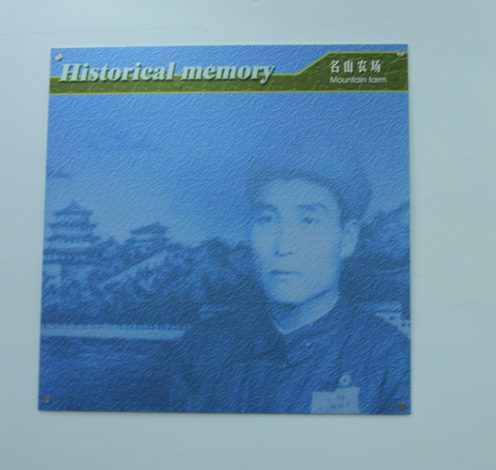 Historical memory
名山农场
Mountain farm